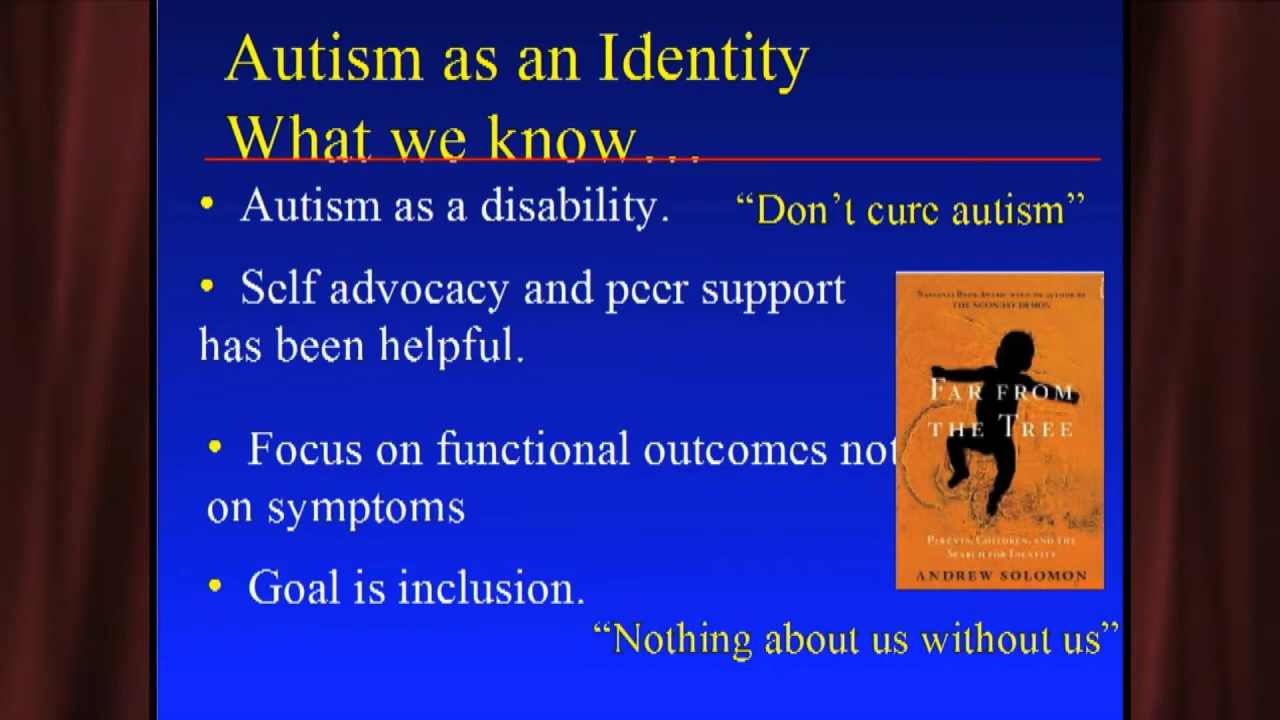 Autism as an Identity
What we know…
• Autism as a disability.
“Don’t cure autism”
• Self advocacy and peer support
has been helpful.
• Focus on functional outcomes not
on symptoms
• Goal is inclusion.
“Nothing about us without us”
NATIONAL BOOK AWARD-WINNING AUTHOR OF
THE NOONDAY DEMON
FAR FROM
THE TREE
PARENTS, CHILDREN, AND THE
SEARCH FOR IDENTITY
ANDREW SOLOMON